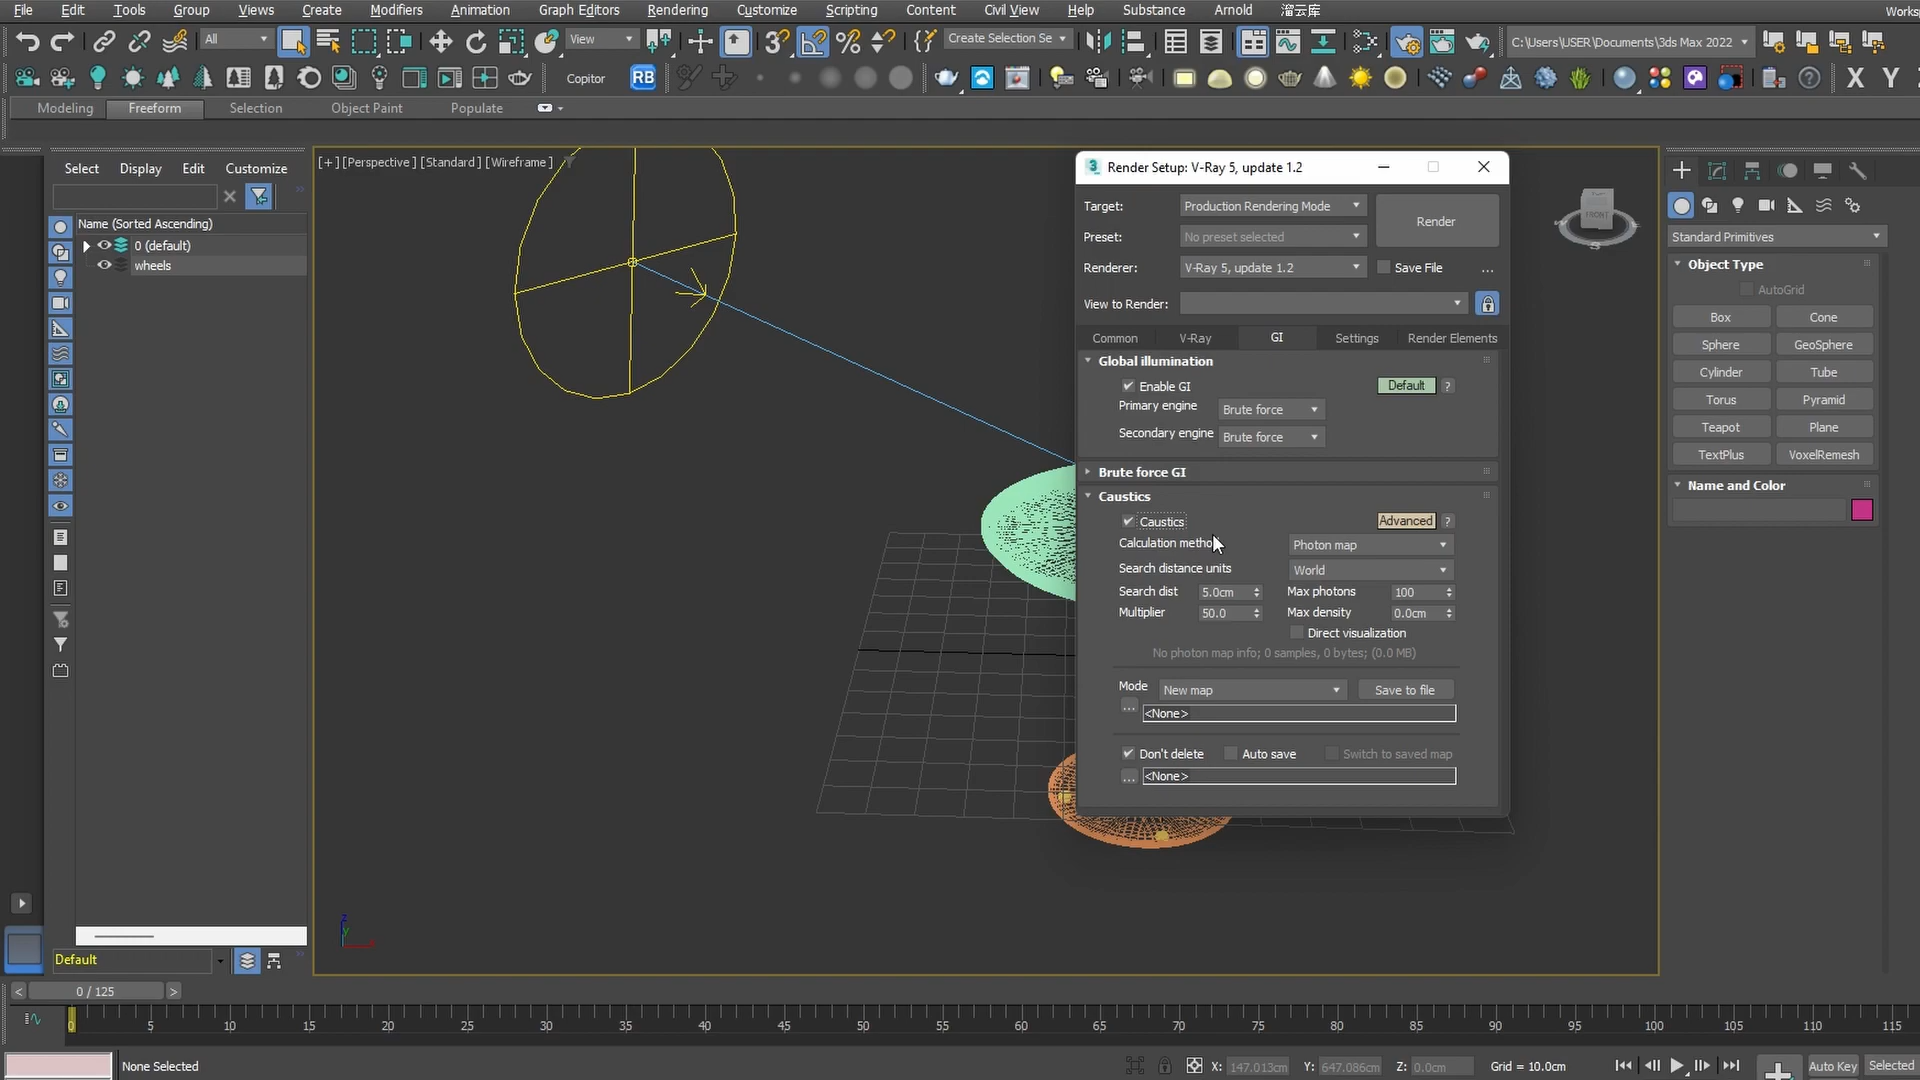 File Edit Tools Group Views Create Modifiers Animation Graph Editors Rendering Customize Scripting Content Civil View Help Substance Arnold 溜云库 Works
All View Create Selection Se C:\Users\USER\Documents\3ds Max 2022
Copitor RB X Y
Modeling Freeform Selection Object Paint Populate
Select Display Edit Customize
Name (Sorted Ascending)
0 (default)
wheels
Default
[+] [Perspective] [Standard] [Wireframe]
FRONT
S
z
y
3 Render Setup: V-Ray 5, update 1.2
Target: Production Rendering Mode
Render
Preset: No preset selected
Renderer: V-Ray 5, update 1.2 Save File ...
View to Render:
Common V-Ray GI Settings Render Elements
Global illumination
Enable GI Default ?
Primary engine Brute force
Secondary engine Brute force
Brute force GI
Caustics
Caustics Advanced ?
Calculation metho Photon map
Search distance units World
Search dist 5.0cm Max photons 100
Multiplier 50.0 Max density 0.0cm
Direct visualization
No photon map info; 0 samples, 0 bytes; (0.0 MB)
Mode New map Save to file
... <None>
Don't delete Auto save Switch to saved map
... <None>
Standard Primitives
Object Type
AutoGrid
Box Cone
Sphere GeoSphere
Cylinder Tube
Torus Pyramid
Teapot Plane
TextPlus VoxelRemesh
Name and Color
< 0 / 125 >
0 5 10 15 20 25 30 35 40 45 50 55 60 65 70 75 80 85 90 95 100 105 110 115
None Selected X: 147.013cm Y: 647.086cm Z: 0.0cm Grid = 10.0cm Auto Key Selected